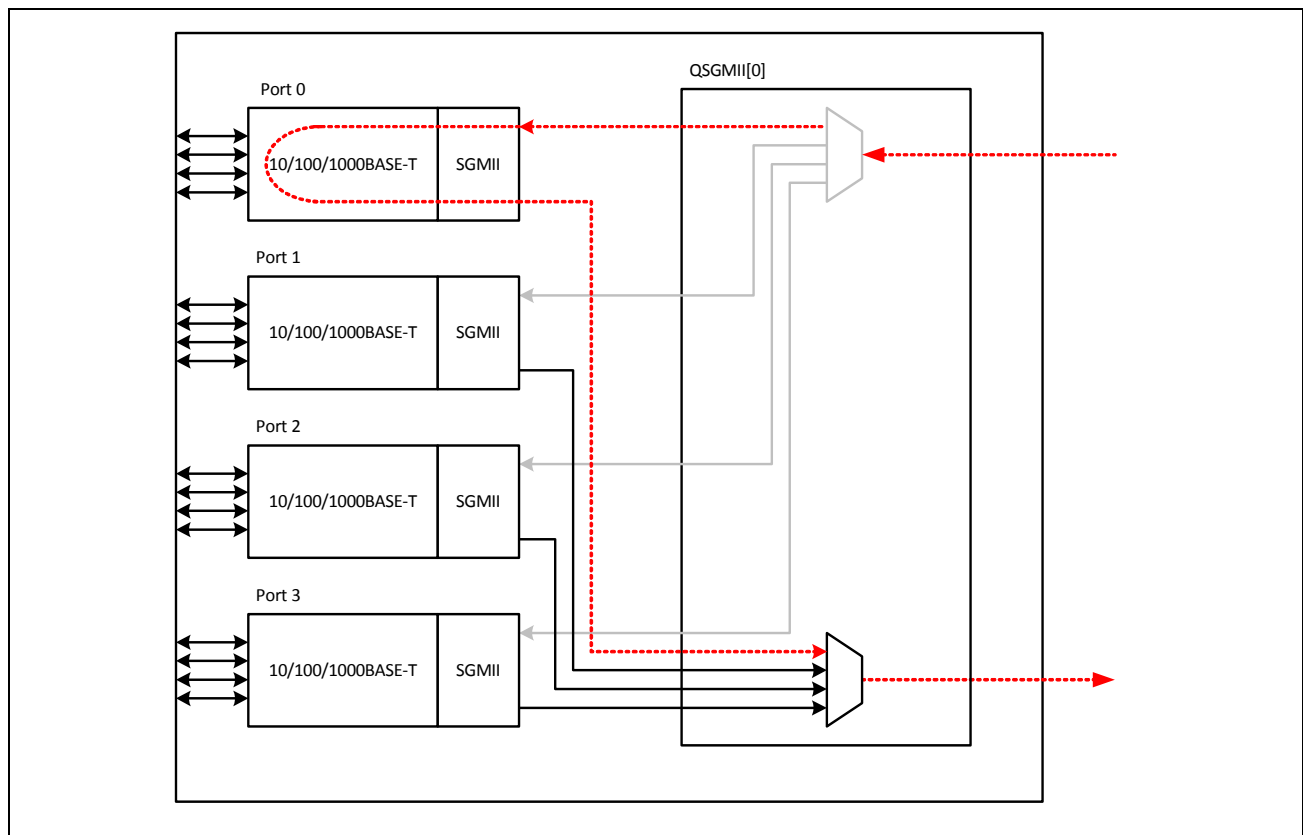 QSGMII[0]
Port 0
10/100/1000BASE-T SGMII
Port 1
10/100/1000BASE-T SGMII
Port 2
10/100/1000BASE-T SGMII
Port 3
10/100/1000BASE-T SGMII